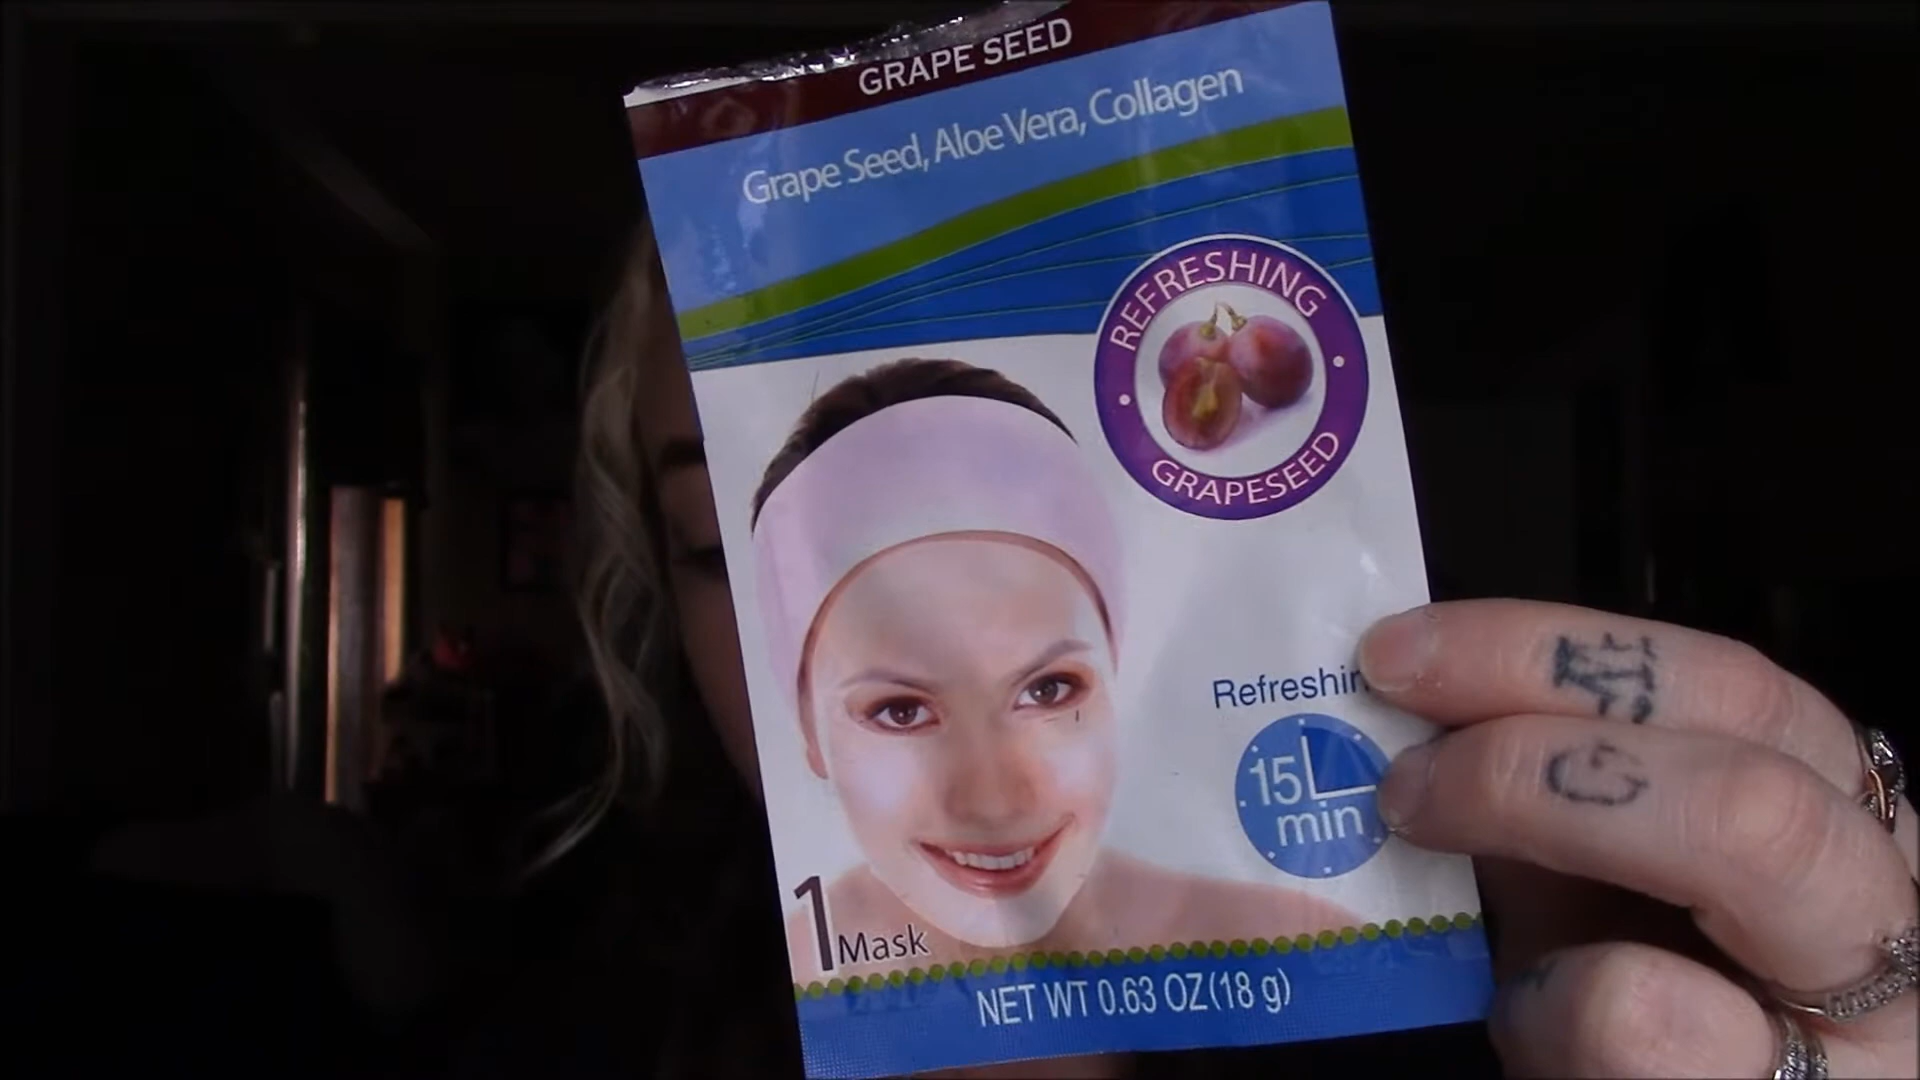 GRAPE SEED
Grape Seed, Aloe Vera, Collagen
REFRESHING
GRAPESEED
Refreshin
15
min
1 Mask
NET WT 0.63 OZ(18 g)